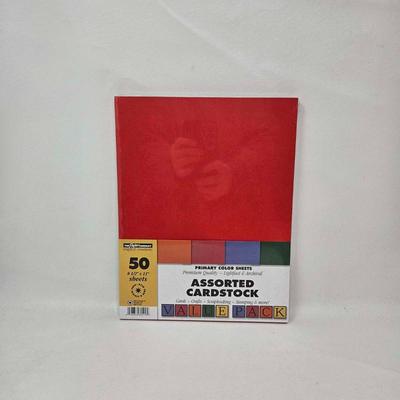 50
8 1/2" x 11"
sheets
PRIMARY COLOR SHEETS
Premium Quality ~ Lightfast & Archival
ASSORTED
CARDSTOCK
Cards ~ Crafts ~ Scrapbooking ~ Stamping & more!
VALUE PACK